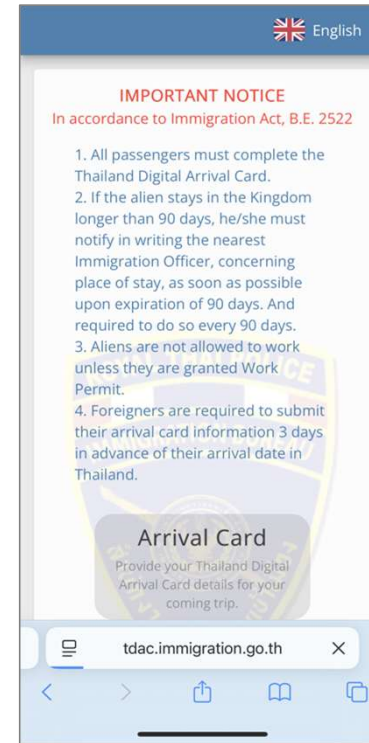 English
IMPORTANT NOTICE
In accordance to Immigration Act, B.E. 2522
1. All passengers must complete the
Thailand Digital Arrival Card.
2. If the alien stays in the Kingdom
longer than 90 days, he/she must
notify in writing the nearest
Immigration Officer, concerning
place of stay, as soon as possible
upon expiration of 90 days. And
required to do so every 90 days.
3. Aliens are not allowed to work
unless they are granted Work
Permit.
4. Foreigners are required to submit
their arrival card information 3 days
in advance of their arrival date in
Thailand.
ROYAL THAI POLICE
IMMIGRATION BUREAU
Arrival Card
Provide your Thailand Digital
Arrival Card details for your
coming trip.
tdac.immigration.go.th